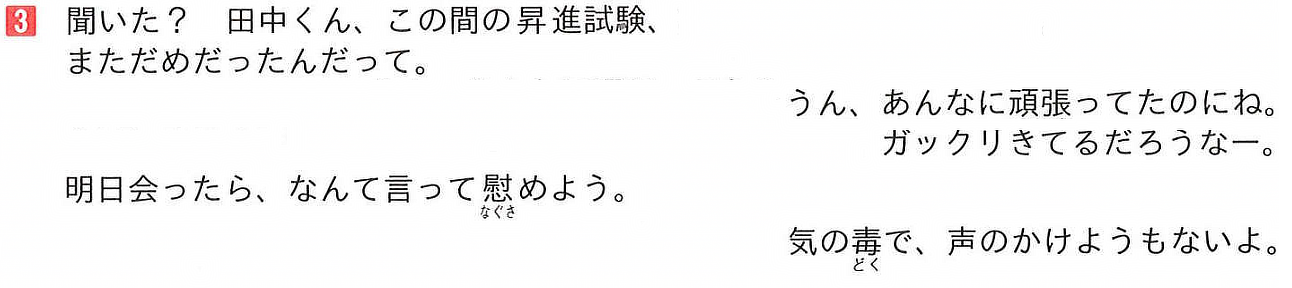 3 聞いた？　田中くん、この間の昇進試験、
まただめだったんだって。
うん、あんなに頑張ってたのにね。
ガックリきてるだろうなー。
明日会ったら、なんて言って慰めよう。
なぐさ
気の毒で、声のかけようもないよ。
どく